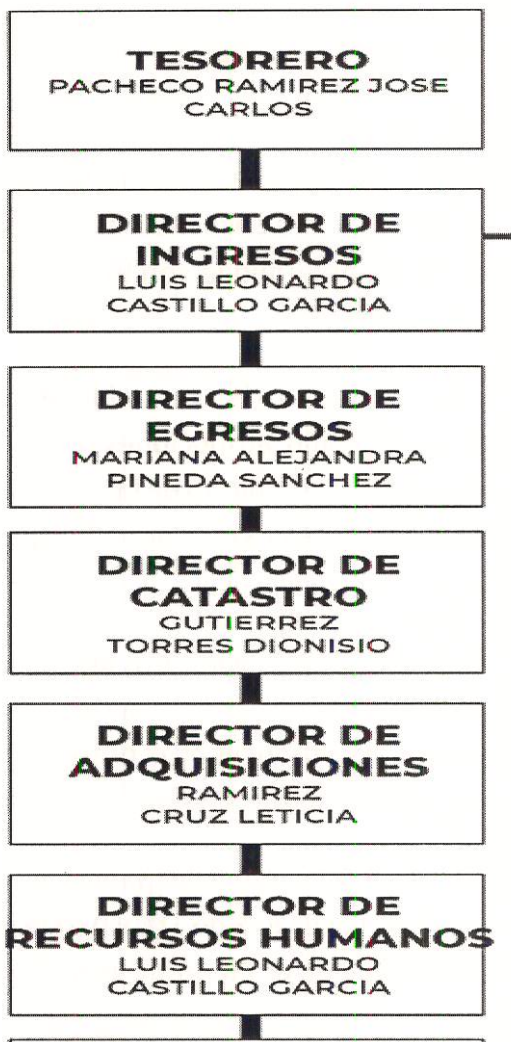 TESORERO
PACHECO RAMIREZ JOSE
CARLOS
DIRECTOR DE
INGRESOS
LUIS LEONARDO
CASTILLO GARCIA
DIRECTOR DE
EGRESOS
MARIANA ALEJANDRA
PINEDA SANCHEZ
DIRECTOR DE
CATASTRO
GUTIERREZ
TORRES DIONISIO
DIRECTOR DE
ADQUISICIONES
RAMIREZ
CRUZ LETICIA
DIRECTOR DE
RECURSOS HUMANOS
LUIS LEONARDO
CASTILLO GARCIA